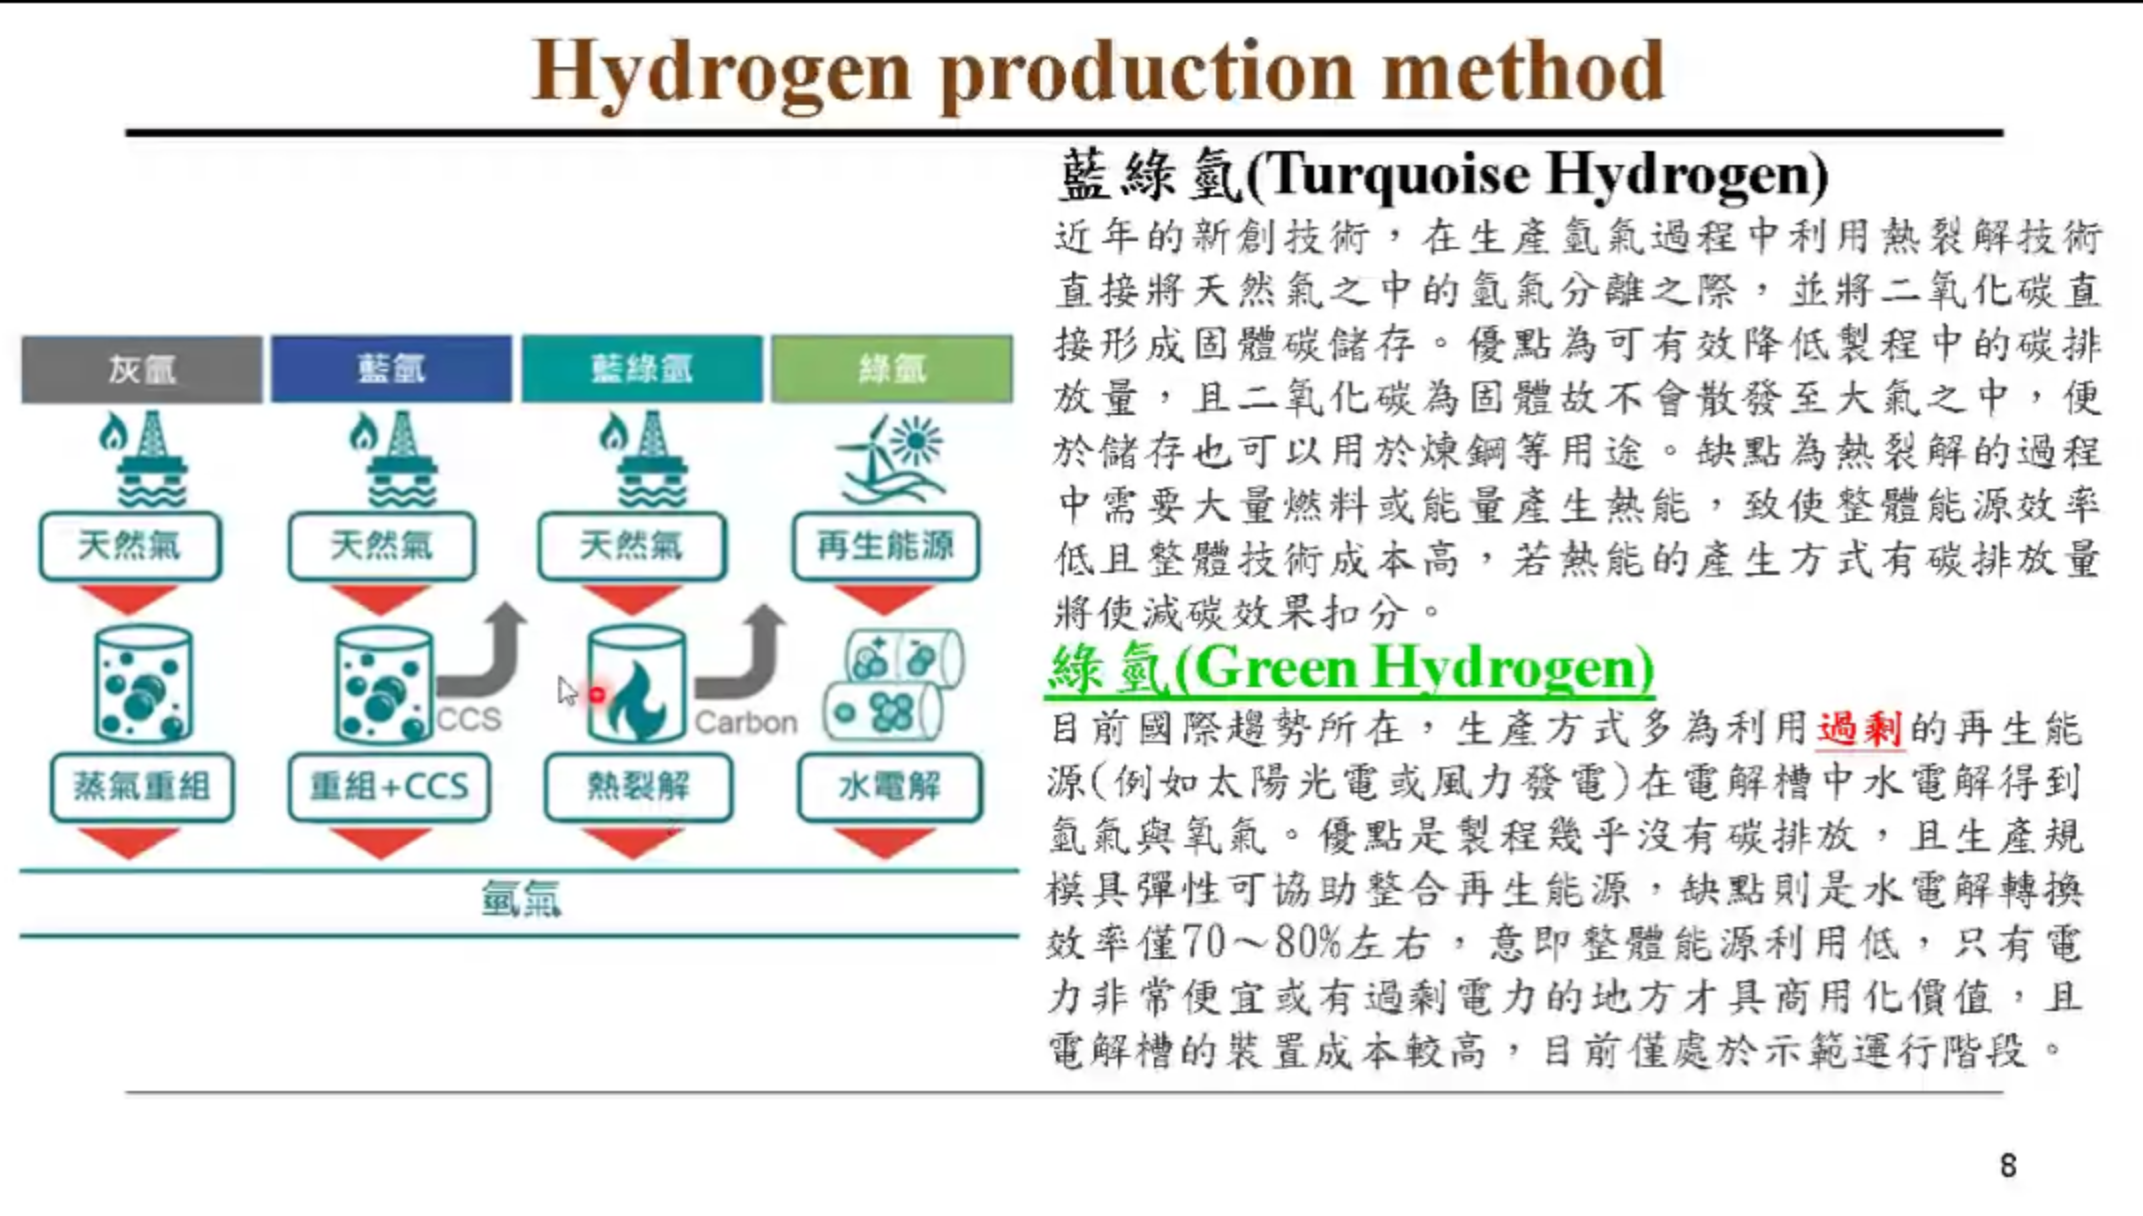 Hydrogen production method
灰氫
藍氫
藍綠氫
綠氫
天然氣
天然氣
天然氣
再生能源
CCS
Carbon
蒸氣重組
重組+CCS
熱裂解
水電解
氫氣
藍綠氫(Turquoise Hydrogen)
近年的新創技術，在生產氫氣過程中利用熱裂解技術
直接將天然氣之中的氫氣分離之際，並將二氧化碳直
接形成固體碳儲存。優點為可有效降低製程中的碳排
放量，且二氧化碳為固體故不會散發至大氣之中，便
於儲存也可以用於煉鋼等用途。缺點為熱裂解的過程
中需要大量燃料或能量產生熱能，致使整體能源效率
低且整體技術成本高，若熱能的產生方式有碳排放量
將使減碳效果扣分。
綠氫(Green Hydrogen)
目前國際趨勢所在，生產方式多為利用過剩的再生能
源(例如太陽光電或風力發電)在電解槽中水電解得到
氫氣與氧氣。優點是製程幾乎沒有碳排放，且生產規
模具彈性可協助整合再生能源，缺點則是水電解轉換
效率僅70～80%左右，意即整體能源利用低，只有電
力非常便宜或有過剩電力的地方才具商用化價值，且
電解槽的裝置成本較高，目前僅處於示範運行階段。
8